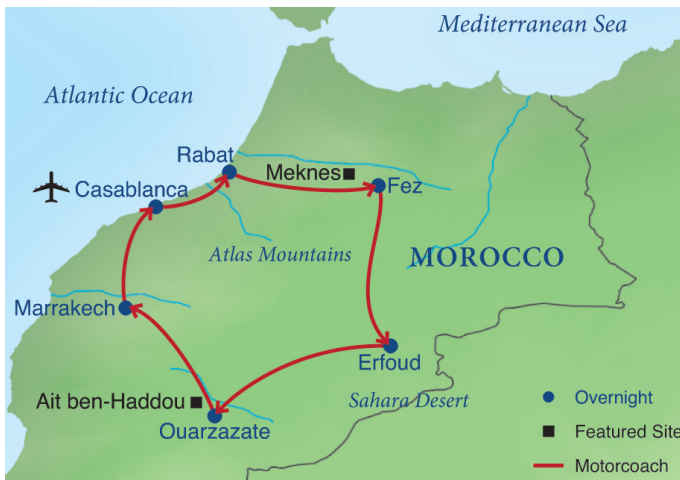 Mediterranean Sea
Atlantic Ocean
Rabat
Meknes
Fez
Casablanca
Atlas Mountains
MOROCCO
Marrakech
Erfoud
Ait ben-Haddou
Sahara Desert
Ouarzazate
Overnight
Featured Site
Motorcoach